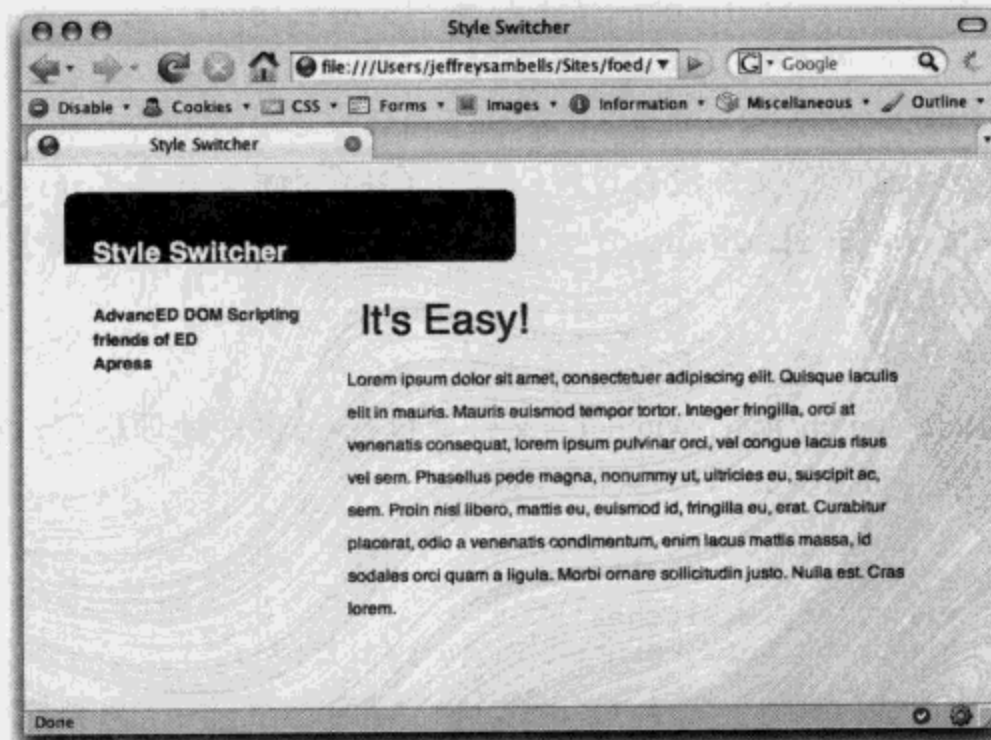 Style Switcher
file:///Users/jeffreysambells/Sites/foed/
G Google
Disable Cookies CSS Forms Images Information Miscellaneous Outline
Style Switcher
Style Switcher
AdvancED DOM Scripting
friends of ED
Apress
It's Easy!
Lorem ipsum dolor sit amet, consectetuer adipiscing elit. Quisque iaculis
elit in mauris. Mauris euismod tempor tortor. Integer fringilla, orci at
venenatis consequat, lorem ipsum pulvinar orci, vel congue lacus risus
vel sem. Phasellus pede magna, nonummy ut, ultricies eu, suscipit ac,
sem. Proin nisl libero, mattis eu, euismod id, fringilla eu, erat. Curabitur
placerat, odio a venenatis condimentum, enim lacus mattis massa, id
sodales orci quam a ligula. Morbi ornare sollicitudin justo. Nulla est. Cras
lorem.
Done